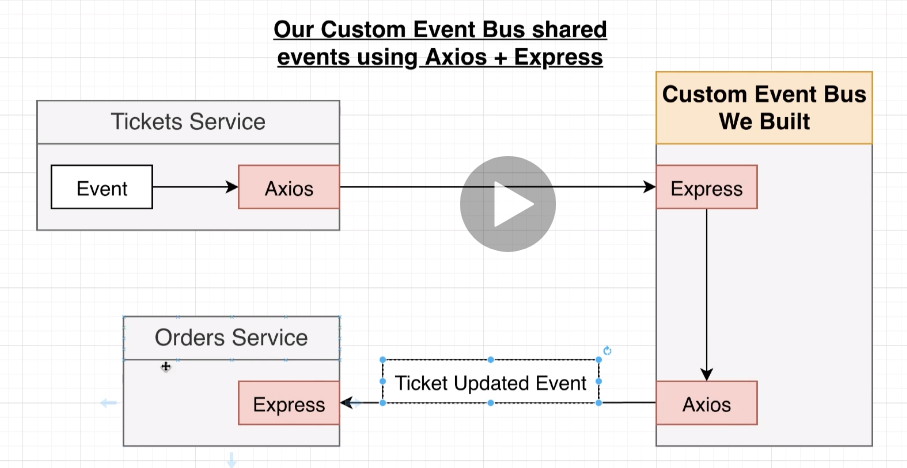 Our Custom Event Bus shared
events using Axios + Express
Custom Event Bus
We Built
Tickets Service
Event
Axios
Express
Orders Service
Ticket Updated Event
Express
Axios